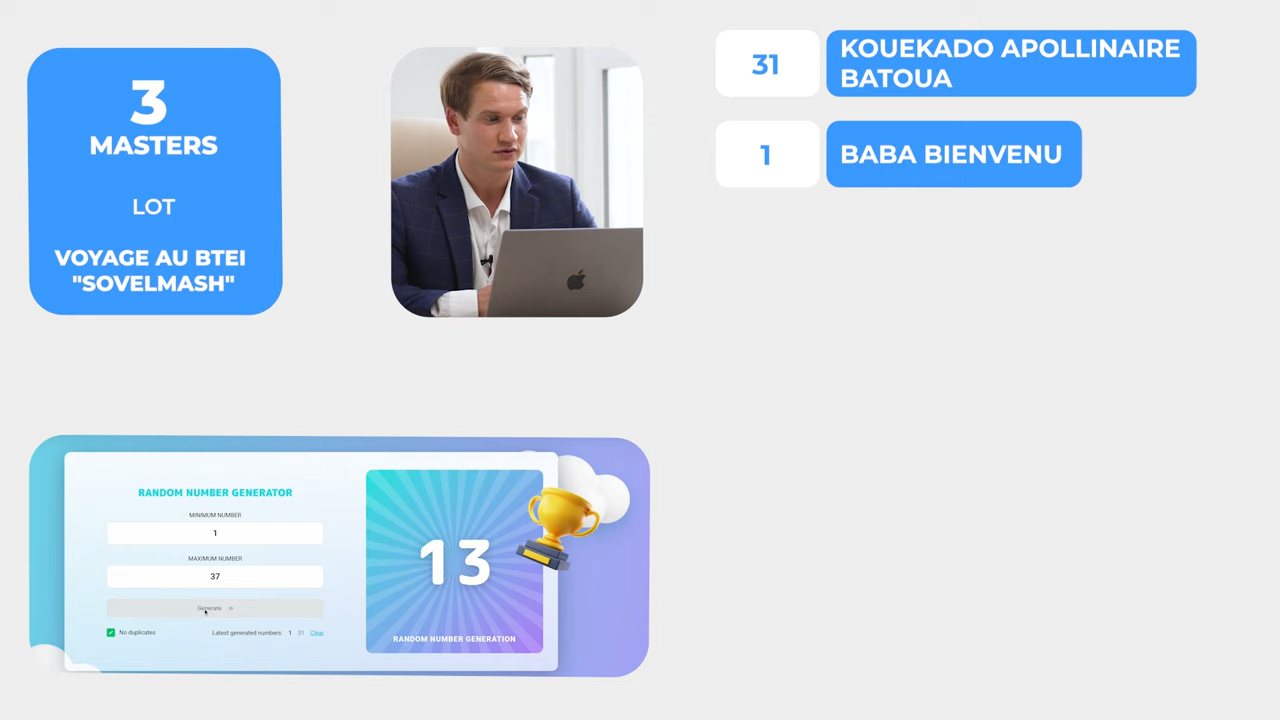 3
MASTERS
LOT
VOYAGE AU BTEI
"SOVELMASH"
31
KOUEKADO APOLLINAIRE
BATOUA
1
BABA BIENVENU
RANDOM NUMBER GENERATOR
MINIMUM NUMBER
1
MAXIMUM NUMBER
37
Generate
No duplicates
Latest generated numbers: 1 31 Clear
13
RANDOM NUMBER GENERATION